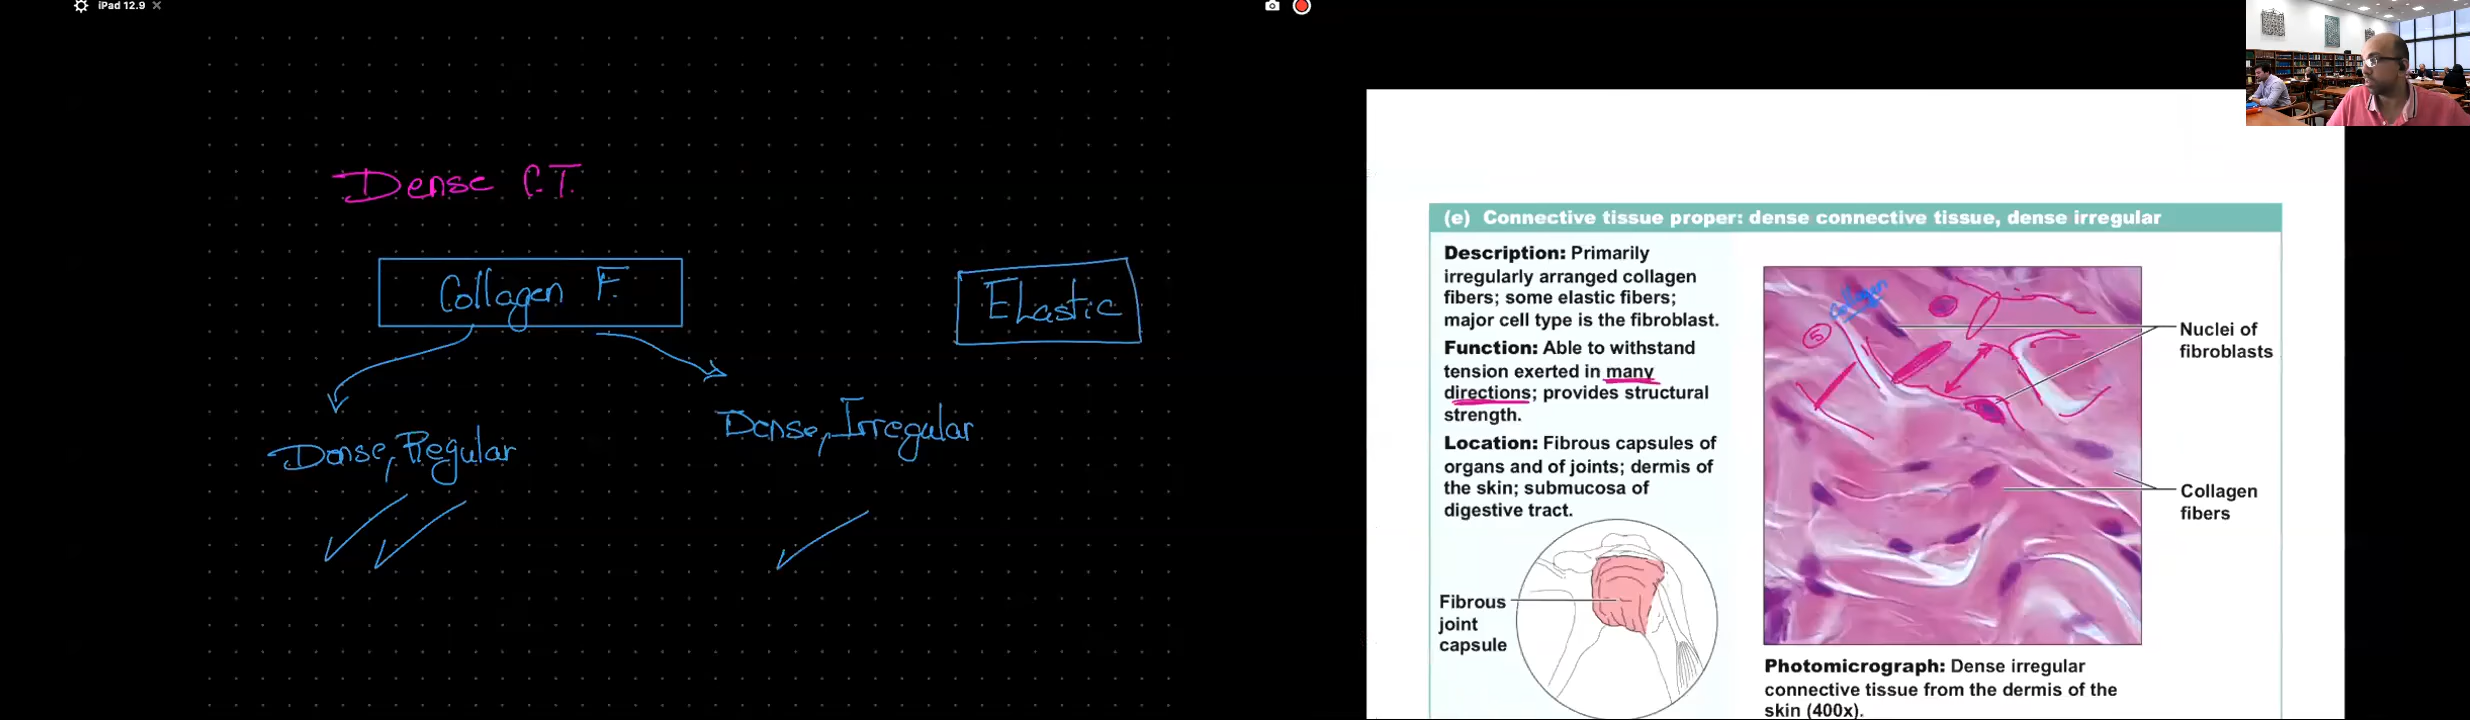 iPad 12.9
Dense C.T.
Collagen F.
Elastic
Dense, Regular
Dense, Irregular
(e) Connective tissue proper: dense connective tissue, dense irregular
Description: Primarily
irregularly arranged collagen
fibers; some elastic fibers;
major cell type is the fibroblast.
Function: Able to withstand
tension exerted in many
directions; provides structural
strength.
Location: Fibrous capsules of
organs and of joints; dermis of
the skin; submucosa of
digestive tract.
Fibrous
joint
capsule
Collagen
5
Nuclei of
fibroblasts
Collagen
fibers
Photomicrograph: Dense irregular
connective tissue from the dermis of the
skin (400x).